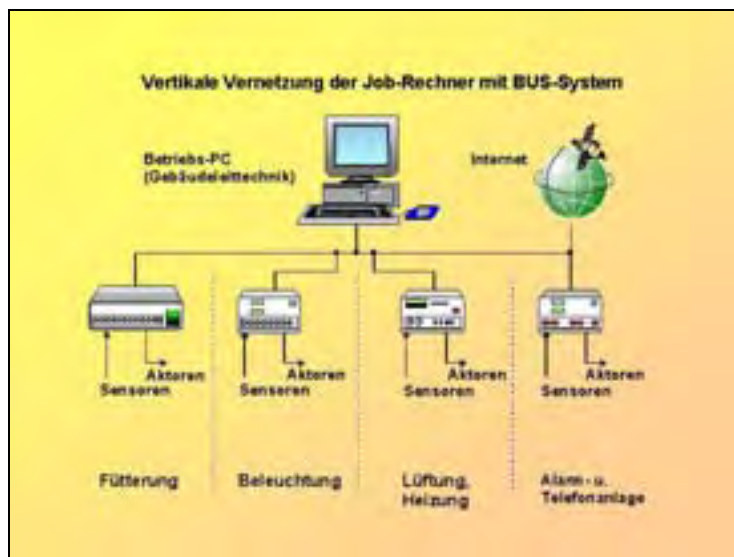 Vertikale Vernetzung der Job-Rechner mit BUS-System
Betriebs-PC
(Gebäudeleittechnik)
Internet
Aktoren
Sensoren
Aktoren
Sensoren
Aktoren
Sensoren
Aktoren
Sensoren
Fütterung
Beleuchtung
Lüftung,
Heizung
Alarm- u.
Telefonanlage